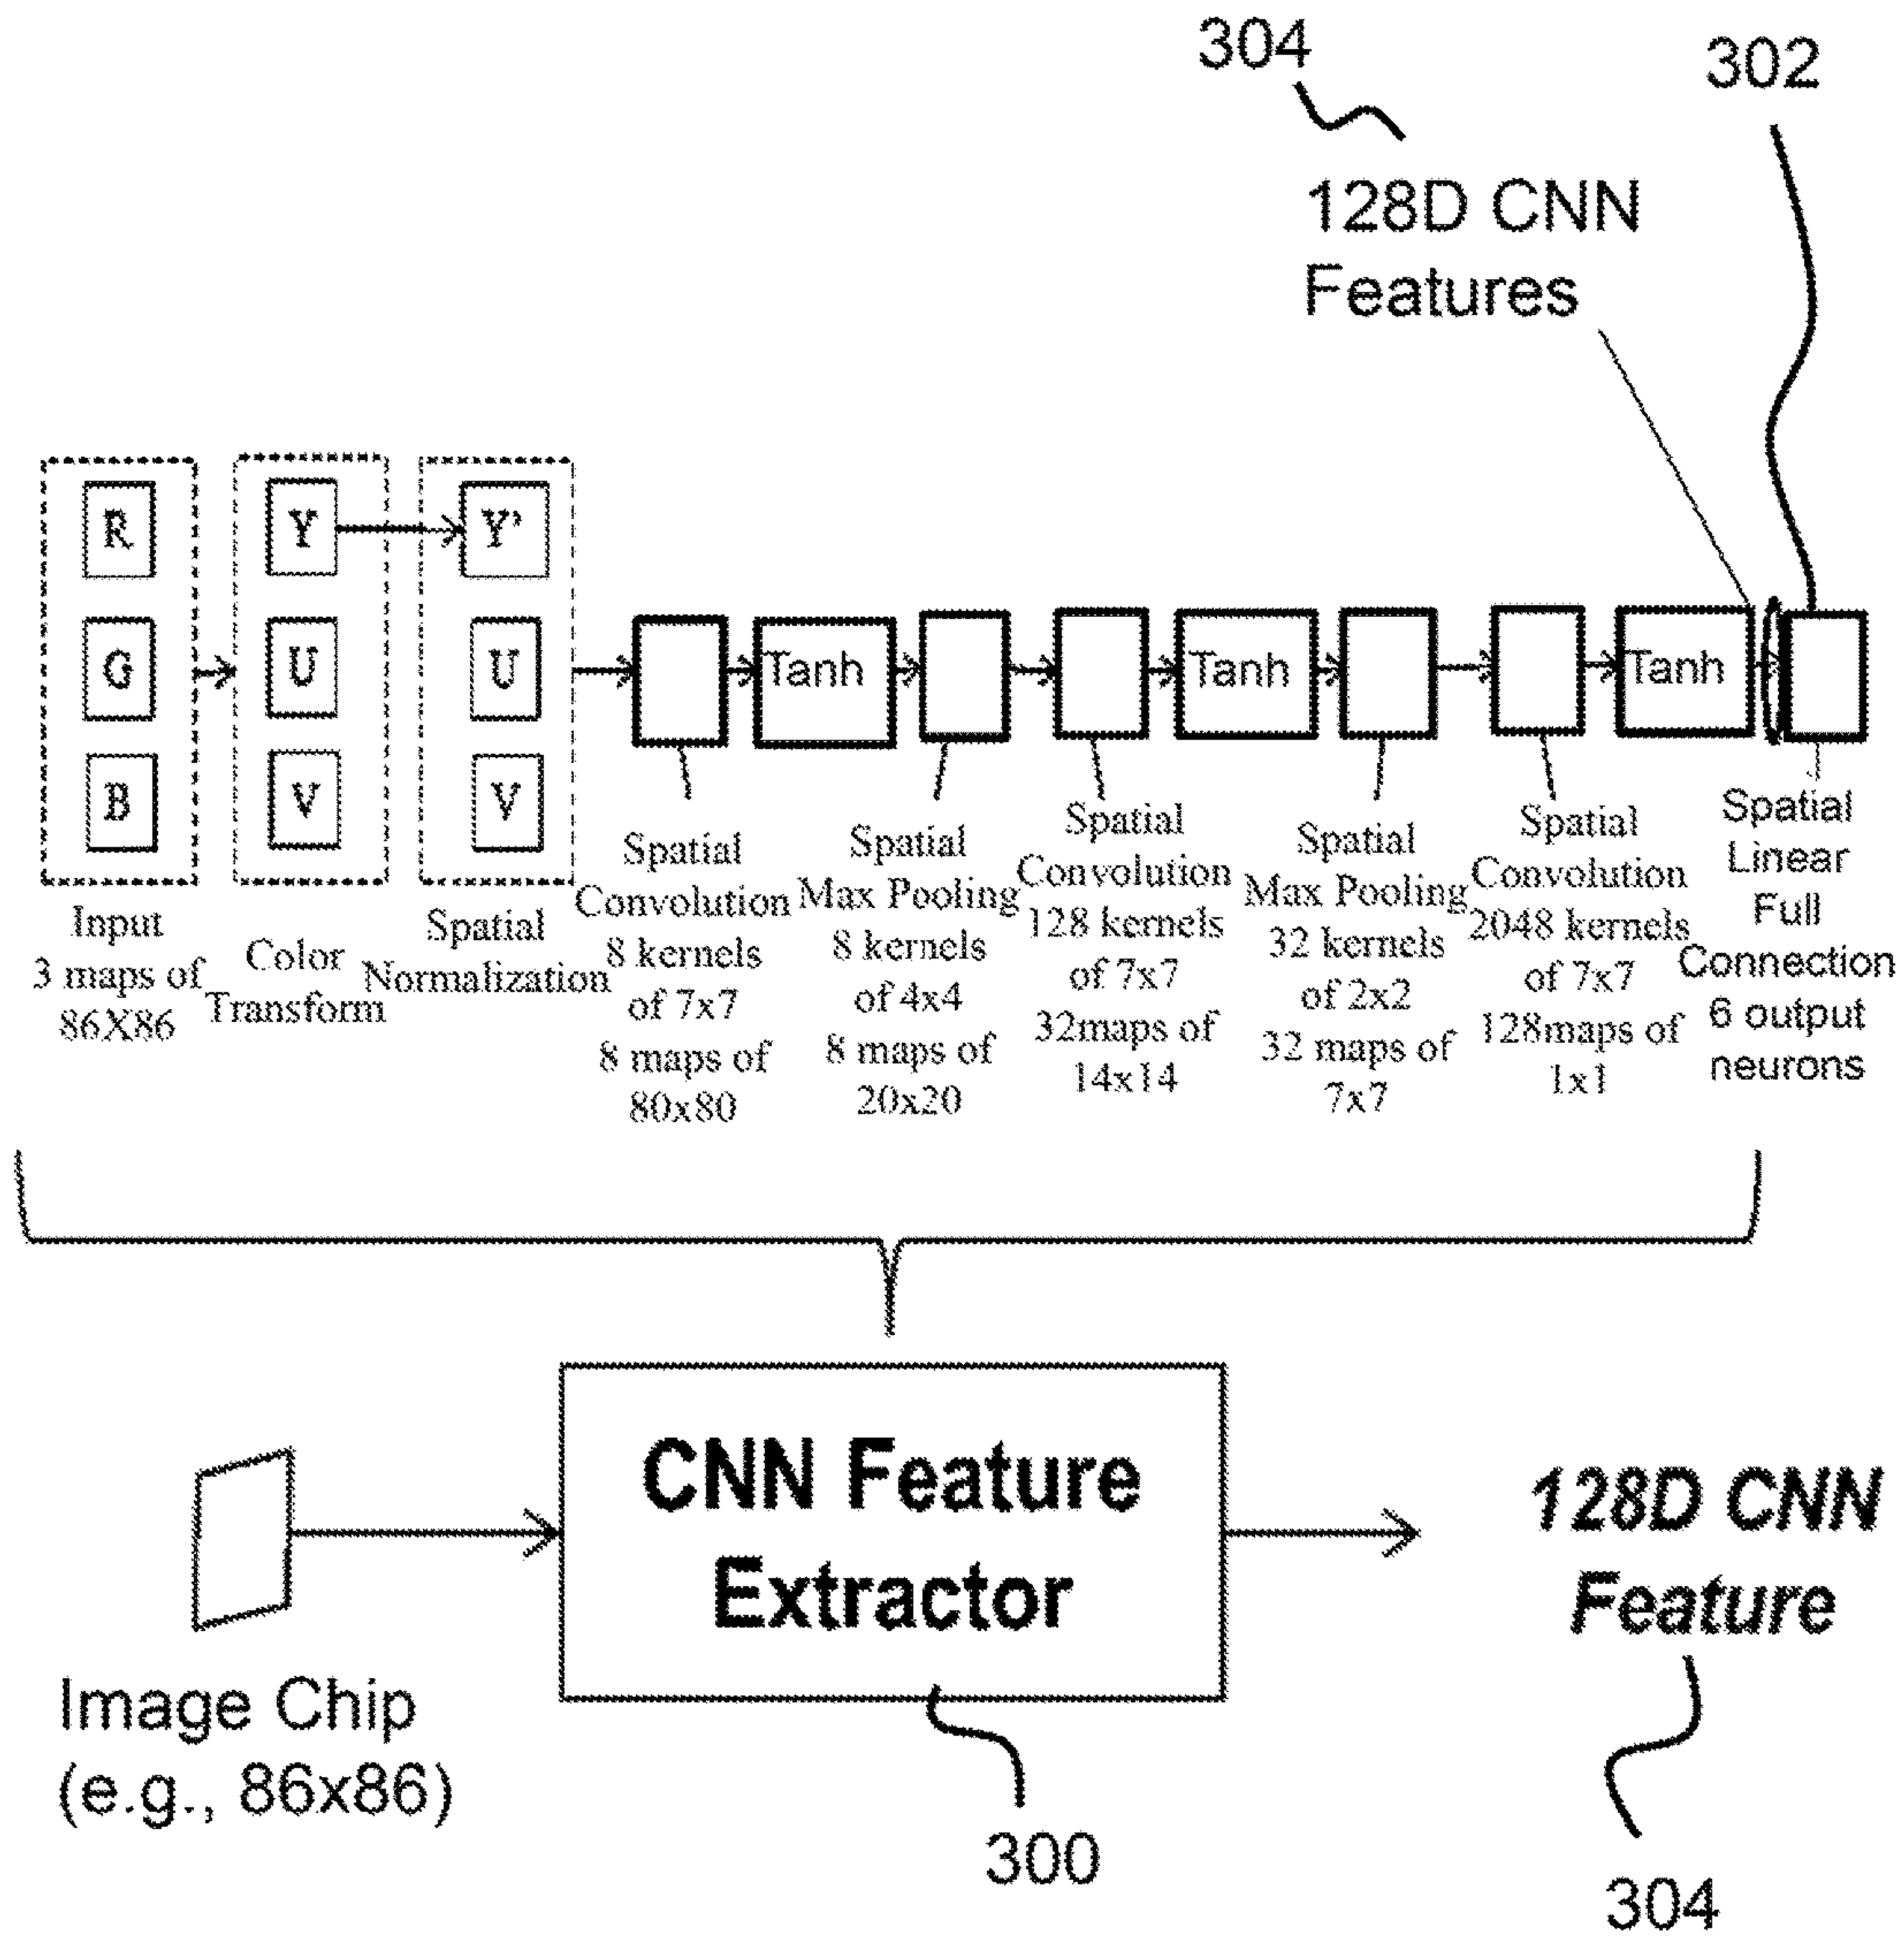 304
302
128D CNN
Features
R
G
B
Y
U
V
Y'
U
V
Tanh
Tanh
Tanh
Input
3 maps of
86X86
Color
Transform
Spatial
Normalization
Spatial
Convolution
8 kernels
of 7x7
8 maps of
80x80
Spatial
Max Pooling
8 kernels
of 4x4
8 maps of
20x20
Spatial
Convolution
128 kernels
of 7x7
32maps of
14x14
Spatial
Max Pooling
32 kernels
of 2x2
32 maps of
7x7
Spatial
Convolution
2048 kernels
of 7x7
128maps of
1x1
Spatial
Linear
Full
Connection
6 output
neurons
CNN Feature
Extractor
128D CNN
Feature
Image Chip
(e.g., 86x86)
300
304